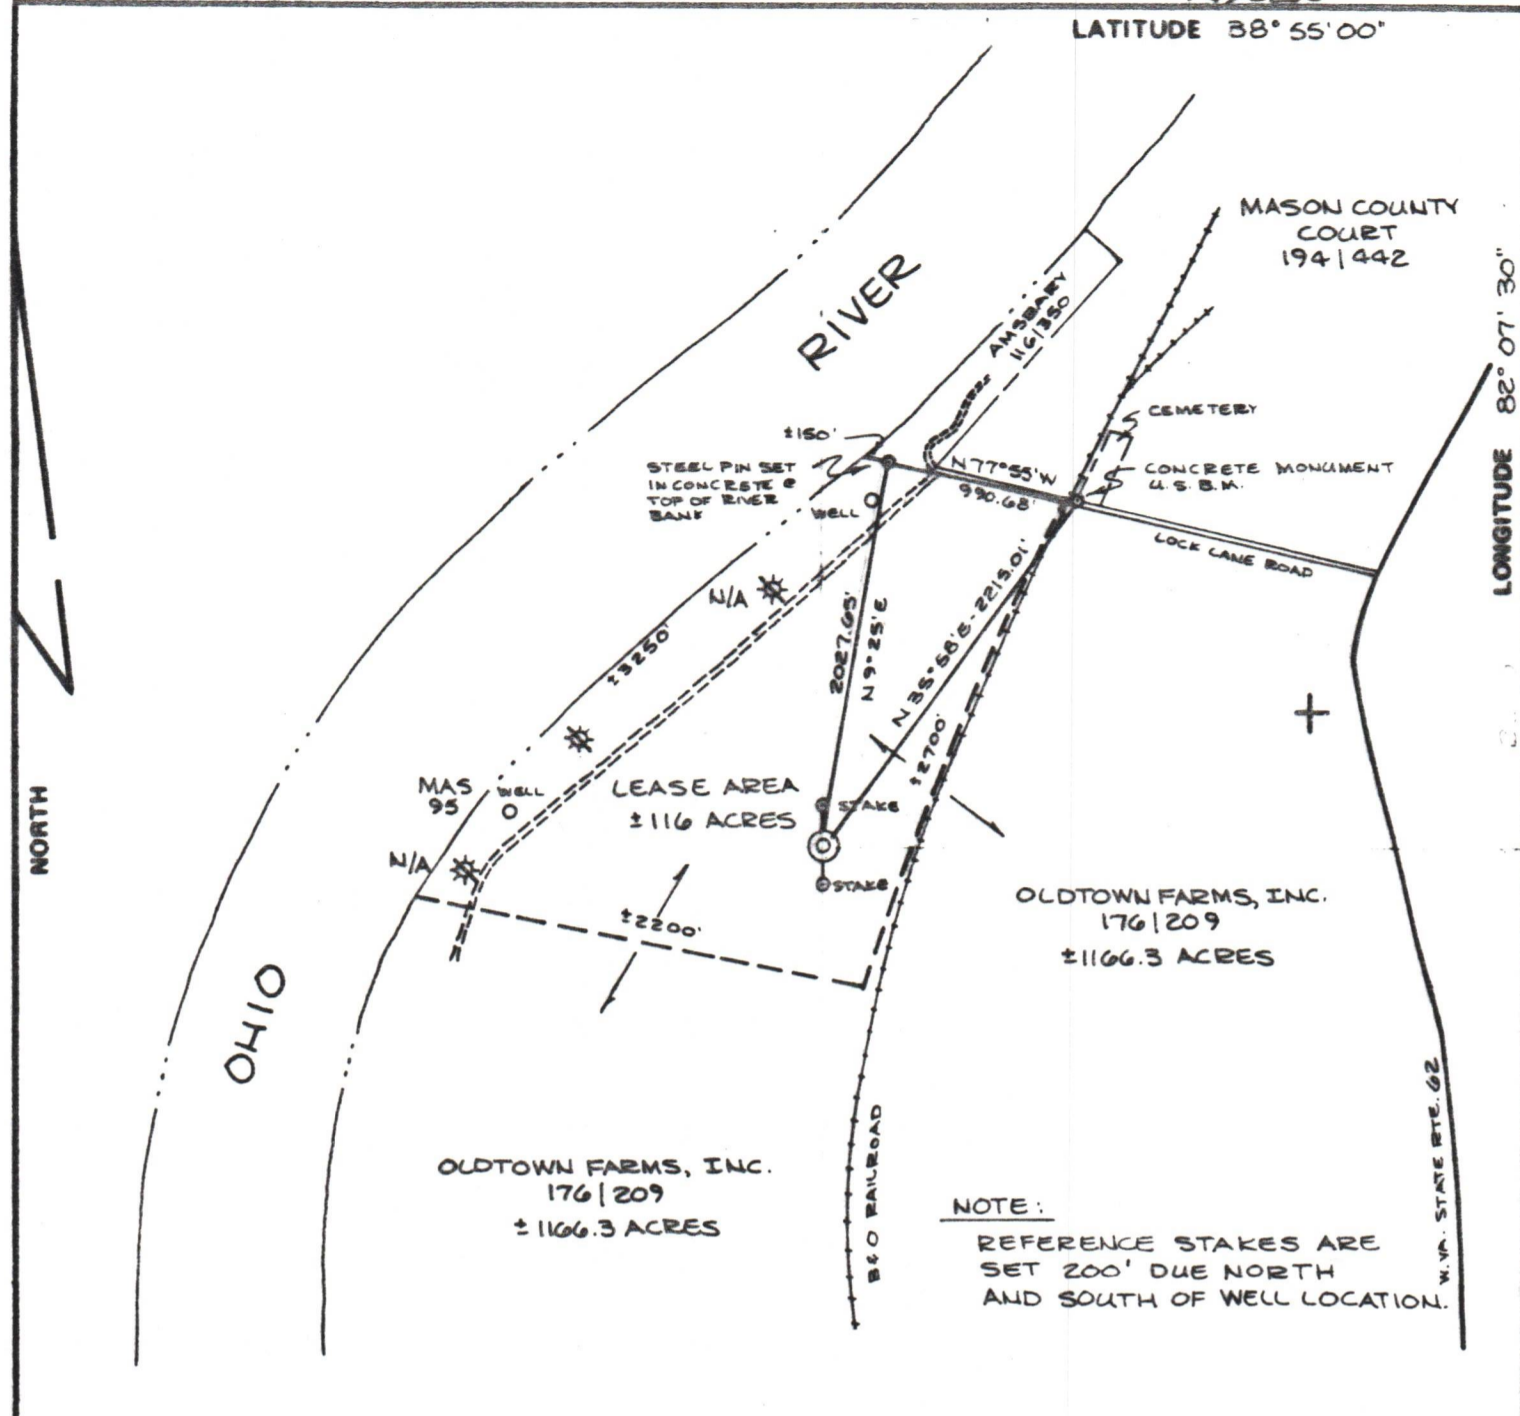 LATITUDE 38° 55' 00"
MASON COUNTY
COURT
194 | 442
LONGITUDE 82° 07' 30"
RIVER
AMSBARY
116 | 350
CEMETERY
±150'
STEEL PIN SET
IN CONCRETE @
TOP OF RIVER
BANK
N 77° 55' W
990.68'
CONCRETE MONUMENT
U.S.B.M.
WELL
LOCK LANE ROAD
N/A
±3250'
2027.65'
N 9° 25' E
N 35° 58' E - 2215.01'
±2700'
MAS
95
WELL
LEASE AREA
±116 ACRES
STAKE
N/A
STAKE
NORTH
±2200'
OLDTOWN FARMS, INC.
176 | 209
±1166.3 ACRES
OHIO
OLDTOWN FARMS, INC.
176 | 209
±1166.3 ACRES
B & O RAILROAD
W. VA. STATE RTE. 62
NOTE:
REFERENCE STAKES ARE
SET 200' DUE NORTH
AND SOUTH OF WELL LOCATION.